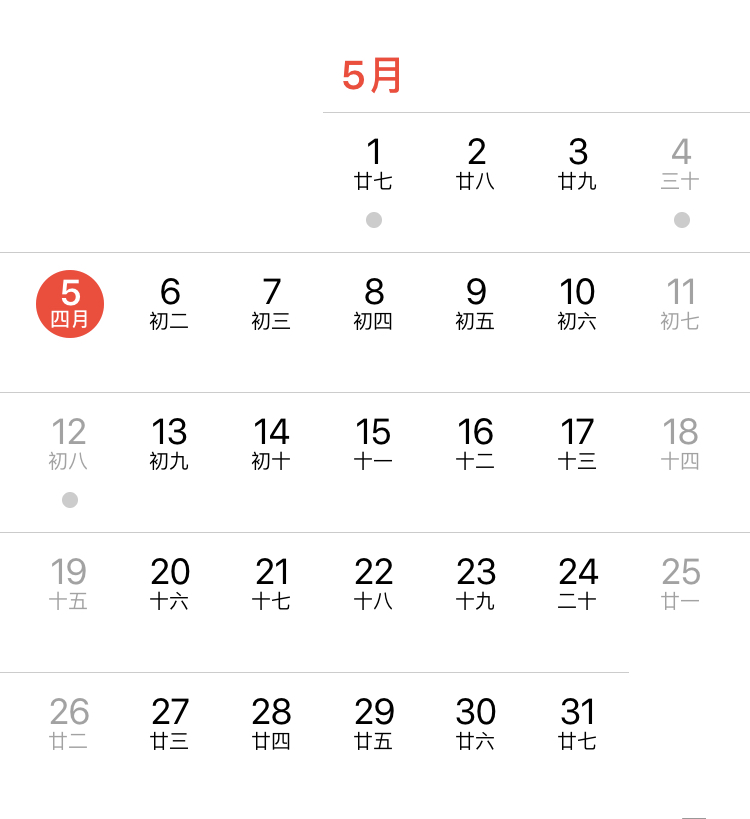 5月
1 2 3 4
廿七 廿八 廿九 三十
5 6 7 8 9 10 11
四月 初二 初三 初四 初五 初六 初七
12 13 14 15 16 17 18
初八 初九 初十 十一 十二 十三 十四
19 20 21 22 23 24 25
十五 十六 十七 十八 十九 二十 廿一
26 27 28 29 30 31
廿二 廿三 廿四 廿五 廿六 廿七